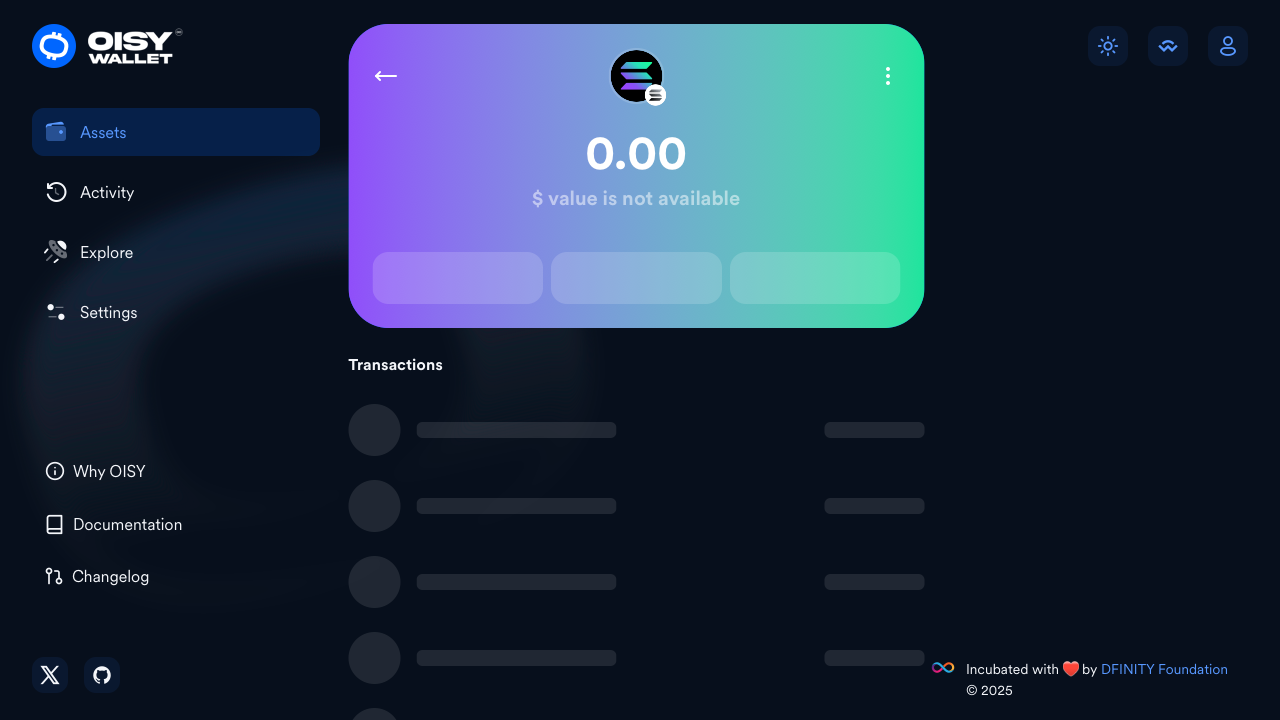 OISY
WALLET
Assets
Activity
Explore
Settings
Why OISY
Documentation
Changelog
0.00
$ value is not available
Transactions
Incubated with ❤️ by DFINITY Foundation
© 2025